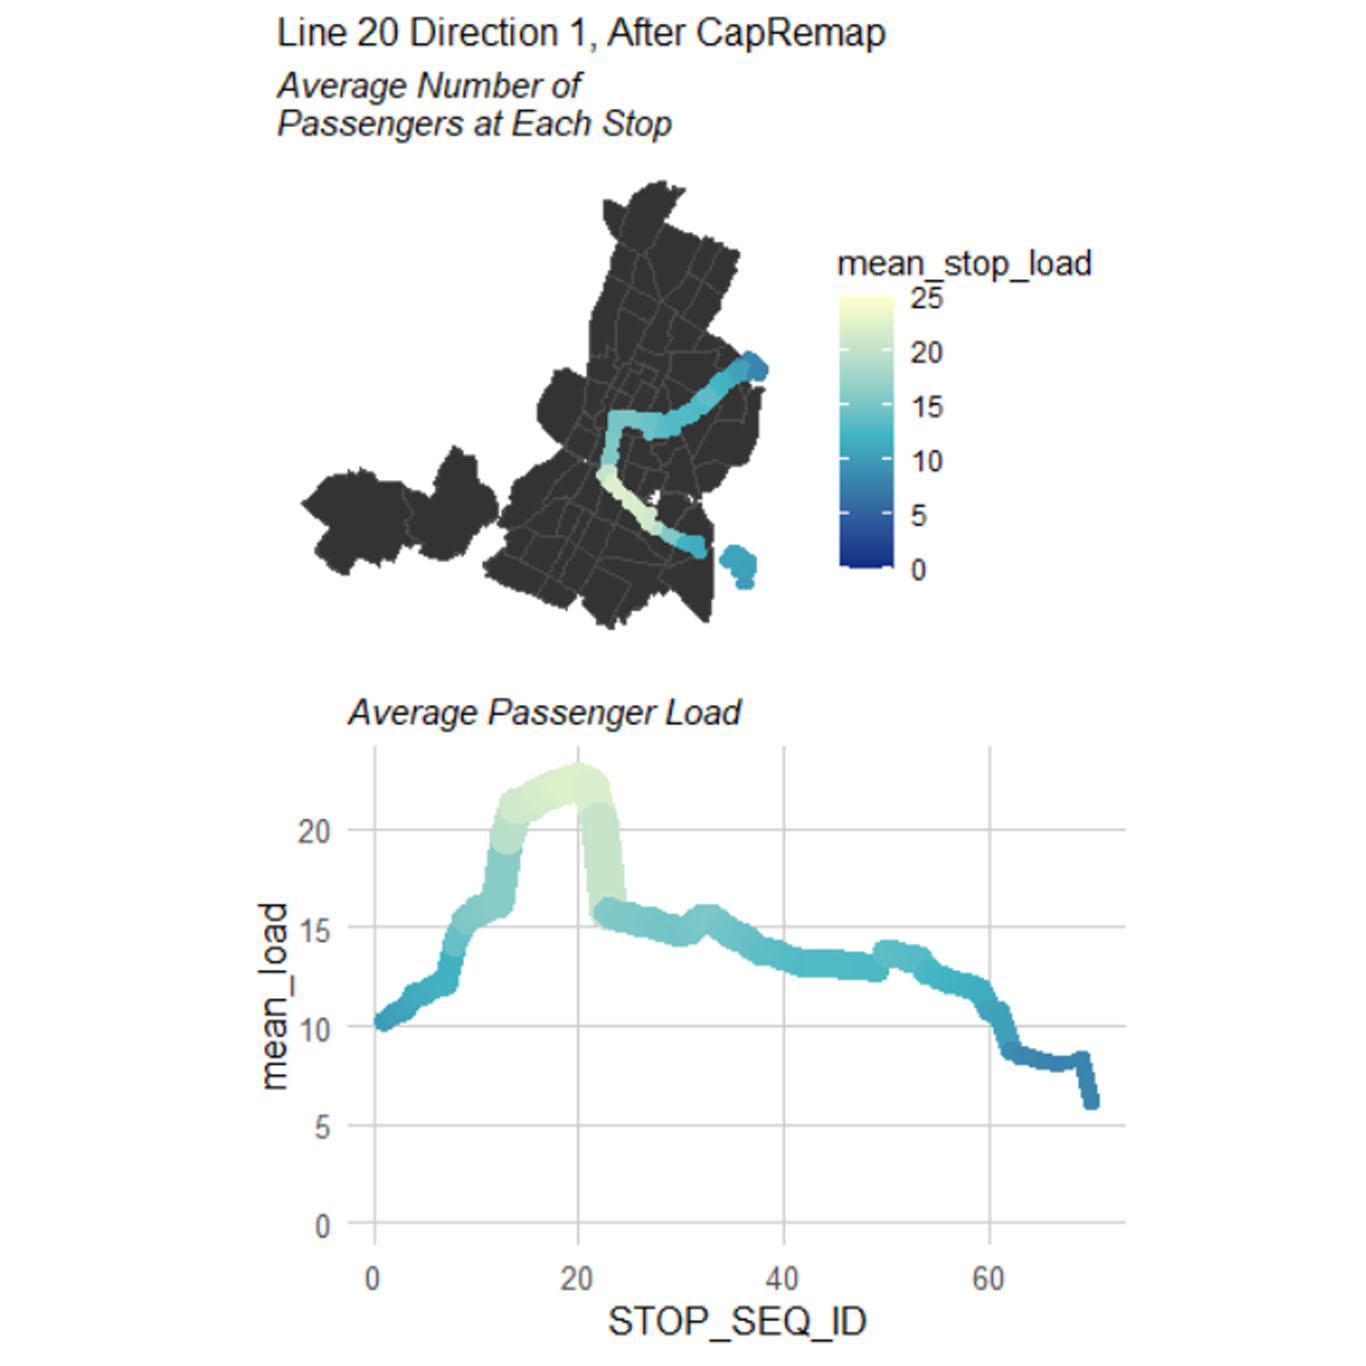 Line 20 Direction 1, After CapRemap
Average Number of
Passengers at Each Stop
mean_stop_load
25
20
15
10
5
0
Average Passenger Load
mean_load
20
15
10
5
0
0 20 40 60
STOP_SEQ_ID